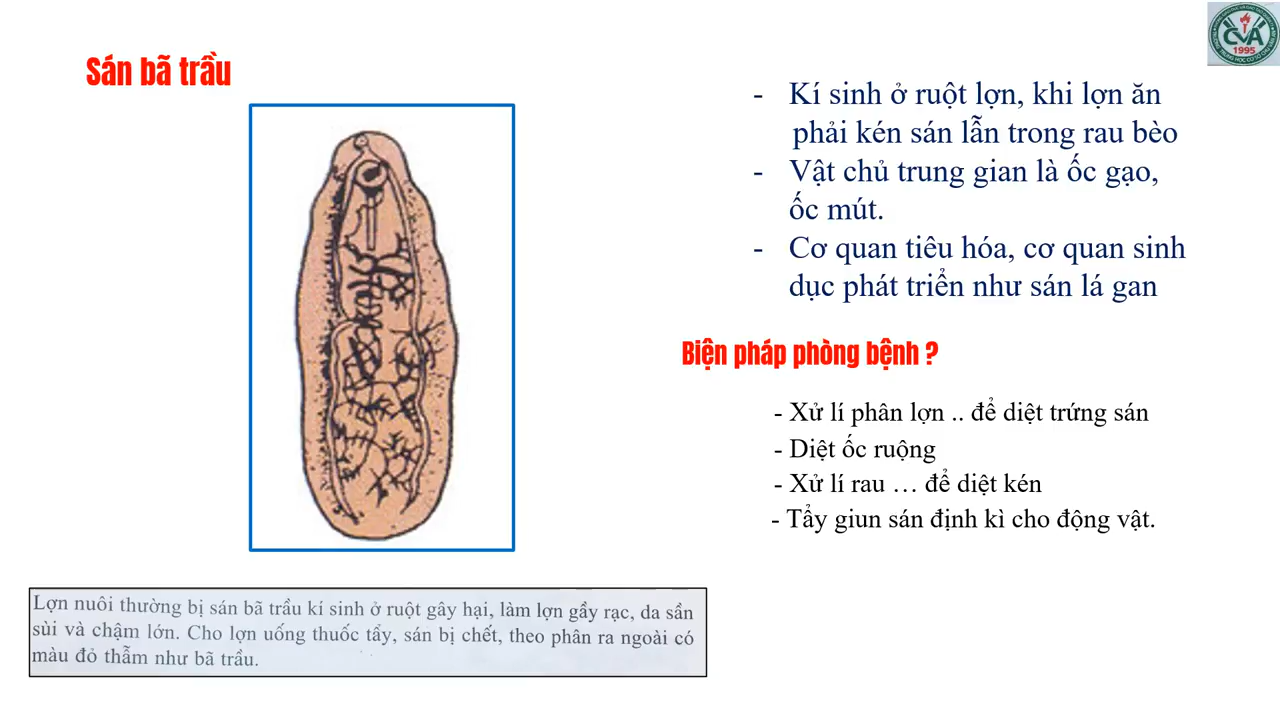 CVA
1995
Sán bã trầu
- Kí sinh ở ruột lợn, khi lợn ăn
phải kén sán lẫn trong rau bèo
- Vật chủ trung gian là ốc gạo,
ốc mút.
- Cơ quan tiêu hóa, cơ quan sinh
dục phát triển như sán lá gan
Biện pháp phòng bệnh ?
- Xử lí phân lợn .. để diệt trứng sán
- Diệt ốc ruộng
- Xử lí rau … để diệt kén
- Tẩy giun sán định kì cho động vật.
Lợn nuôi thường bị sán bã trầu kí sinh ở ruột gây hại, làm lợn gầy rạc, da sần
sùi và chậm lớn. Cho lợn uống thuốc tẩy, sán bị chết, theo phân ra ngoài có
màu đỏ thẫm như bã trầu.